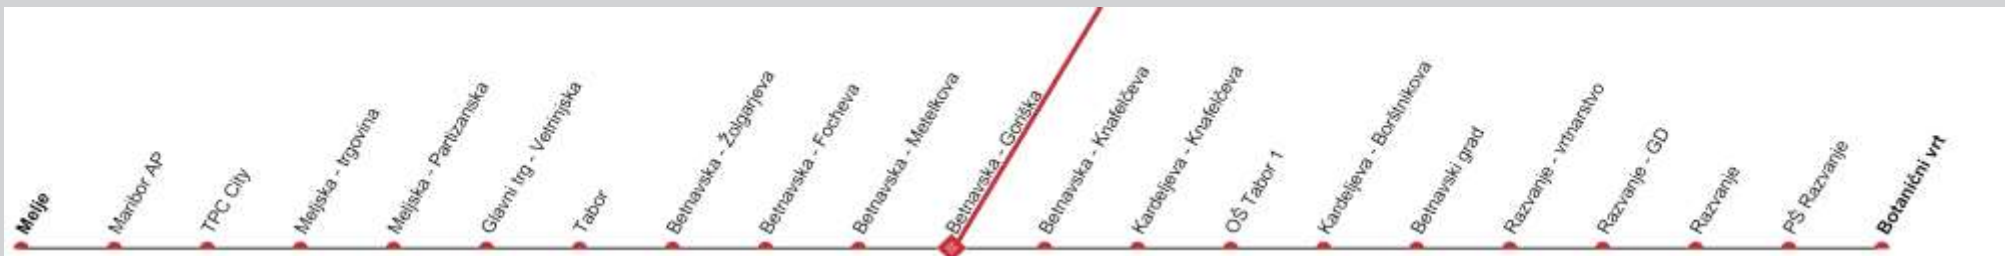 Melje
Maribor AP
TPC City
Meljska - trgovina
Meljska - Partizanska
Glavni trg - Vetrinjska
Tabor
Betnavska - Žolgarjeva
Betnavska - Focheva
Betnavska - Metelkova
Betnavska - Goriška
Betnavska - Knafelčeva
Kardeljeva - Knafelčeva
OŠ Tabor 1
Kardeljeva - Borštnikova
Betnavski grad
Razvanje - vrtnarstvo
Razvanje - GD
Razvanje
PŠ Razvanje
Botanični vrt